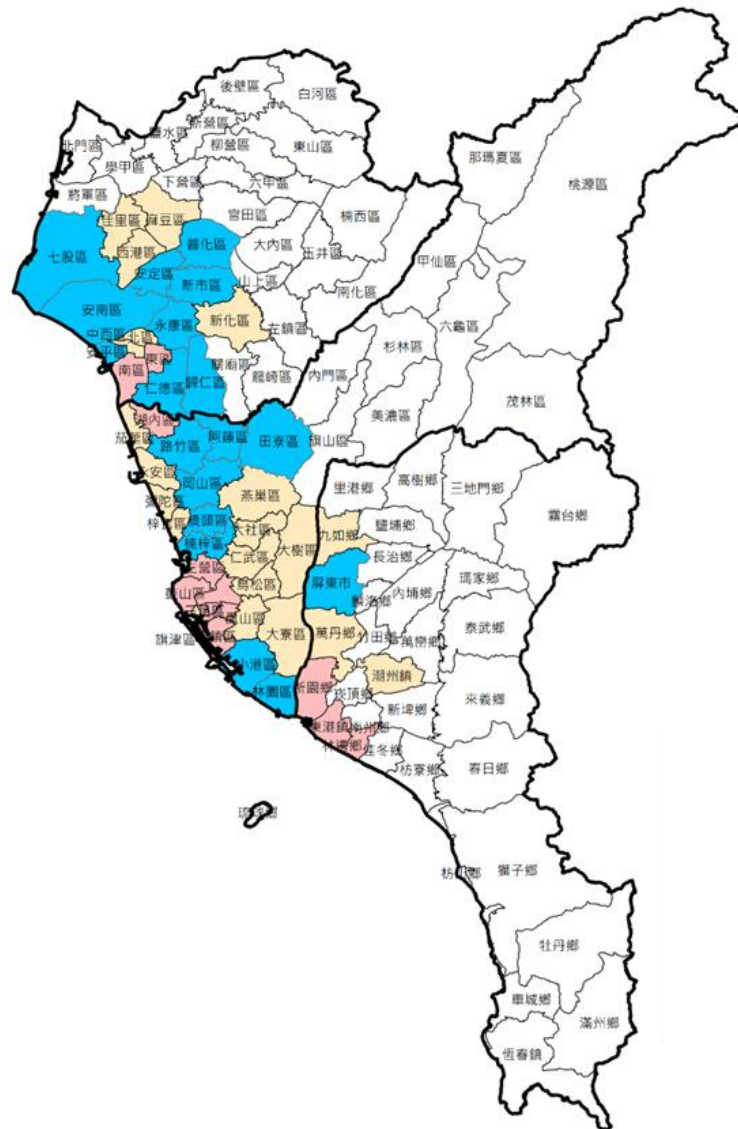 後壁區
白河區
新營區
鹽水區
北門區
柳營區
東山區
學甲區
下營區
六甲區
那瑪夏區
桃源區
將軍區
佳里區
麻豆區
官田區
楠西區
七股區
西港區
善化區
大內區
玉井區
安定區
甲仙區
新市區
山上區
南化區
安南區
永康區
新化區
左鎮區
六龜區
中西區
北區
安平區
東區
杉林區
關廟區
龍崎區
內門區
南區
仁德區
歸仁區
茂林區
美濃區
湖內區
茄萣區
路竹區
阿蓮區
田寮區
旗山區
永安區
岡山區
燕巢區
里港鄉
高樹鄉
三地門鄉
彌陀區
霧台鄉
梓官區
橋頭區
大社區
九如鄉
鹽埔鄉
楠梓區
仁武區
大樹區
長治鄉
左營區
鳥松區
屏東市
瑪家鄉
鼓山區
麟洛鄉
內埔鄉
鳳山區
大寮區
萬丹鄉
竹田鄉
萬巒鄉
泰武鄉
旗津區
小港區
潮州鎮
林園區
新園鄉
崁頂鄉
來義鄉
新埤鄉
東港鎮
南州鄉
林邊鄉
佳冬鄉
枋寮鄉
春日鄉
琉球鄉
獅子鄉
牡丹鄉
車城鄉
滿州鄉
恆春鎮